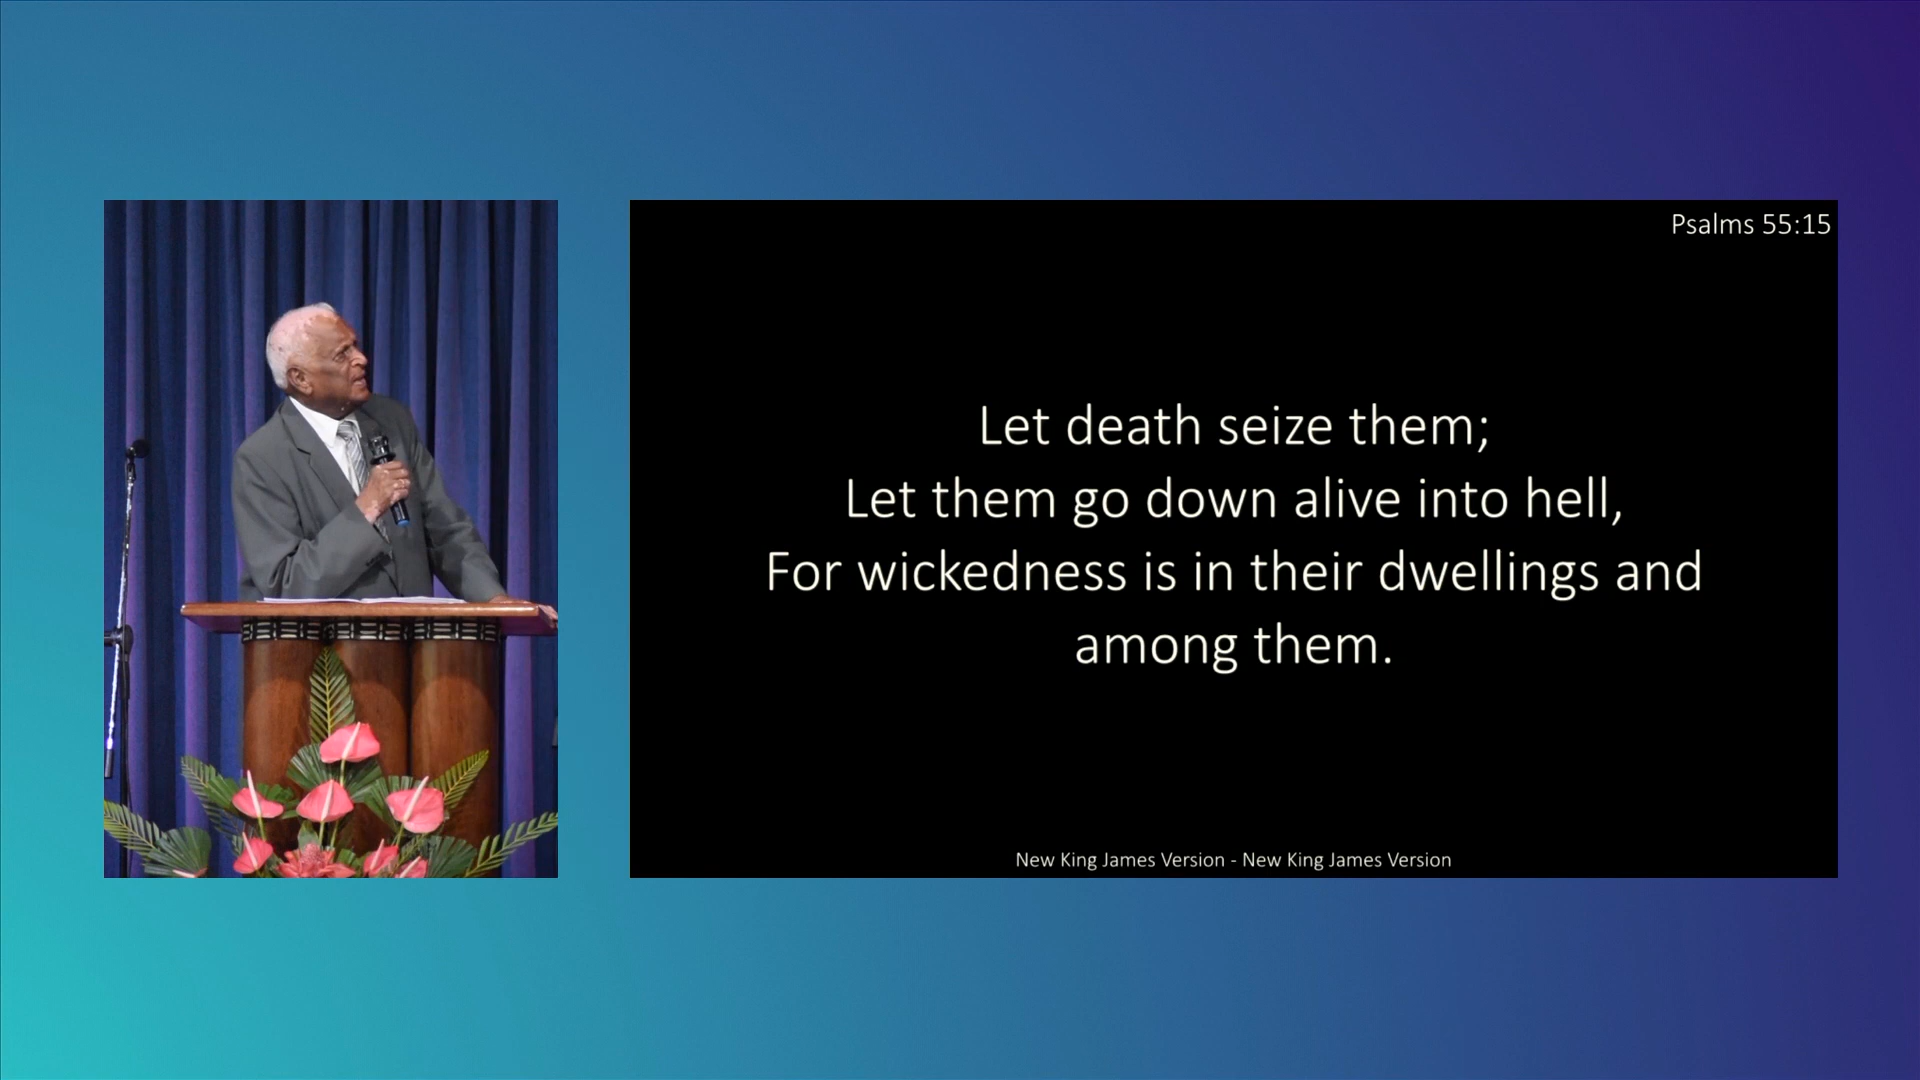 Psalms 55:15
Let death seize them;
Let them go down alive into hell,
For wickedness is in their dwellings and
among them.
New King James Version - New King James Version